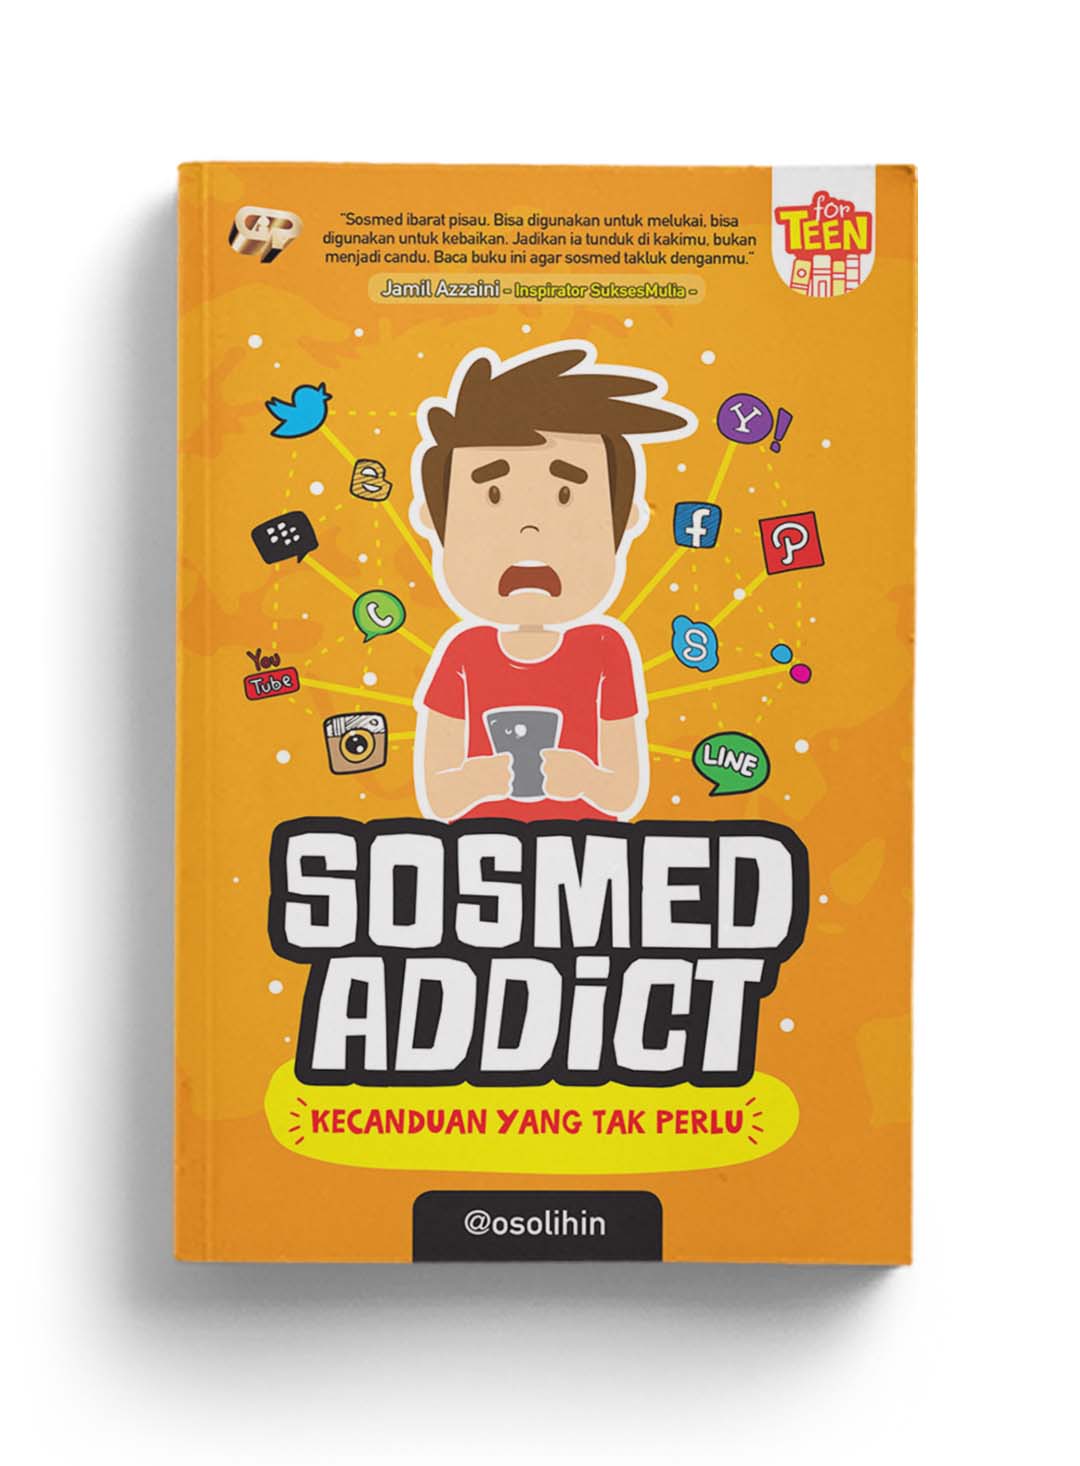 "Sosmed ibarat pisau. Bisa digunakan untuk melukai, bisa
digunakan untuk kebaikan. Jadikan ia tunduk di kakimu, bukan
menjadi candu. Baca buku ini agar sosmed takluk denganmu."
Jamil Azzaini - Inspirator SuksesMulia -
for
TEEN
Y!
B
f
P
S
You
Tube
LINE
SOSMED
ADDiCT
KECANDUAN YANG TAK PERLU
@osolihin